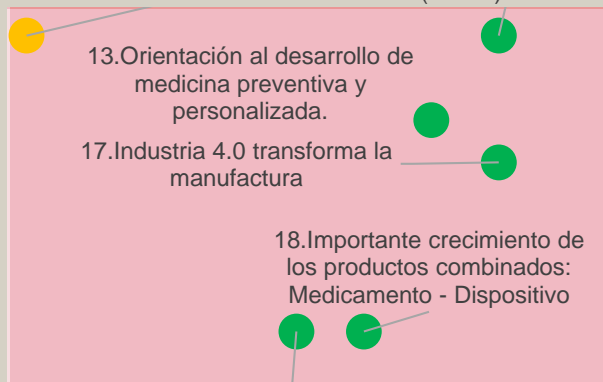 13.Orientación al desarrollo de
medicina preventiva y
personalizada.
17.Industria 4.0 transforma la
manufactura
18.Importante crecimiento de
los productos combinados:
Medicamento - Dispositivo